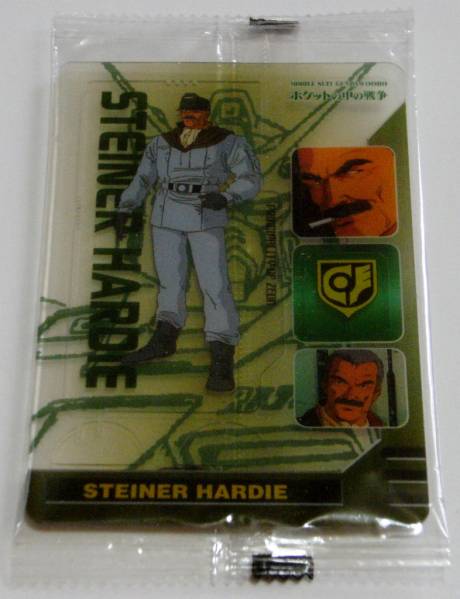 MOBILE SUIT GUNDAM 0080
ポケットの中の戦争
STEINER HARDIE
STEINER HARDIE